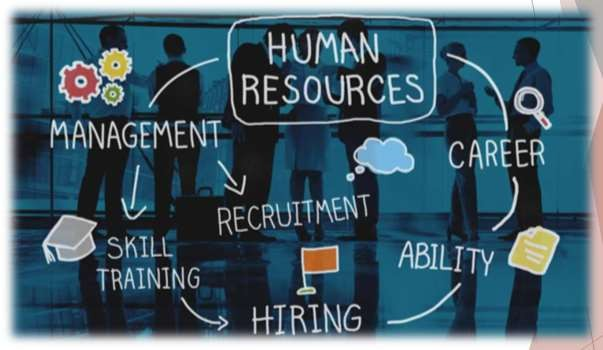 HUMAN
RESOURCES
MANAGEMENT
CAREER
RECRUITMENT
SKILL
TRAINING
ABILITY
HIRING